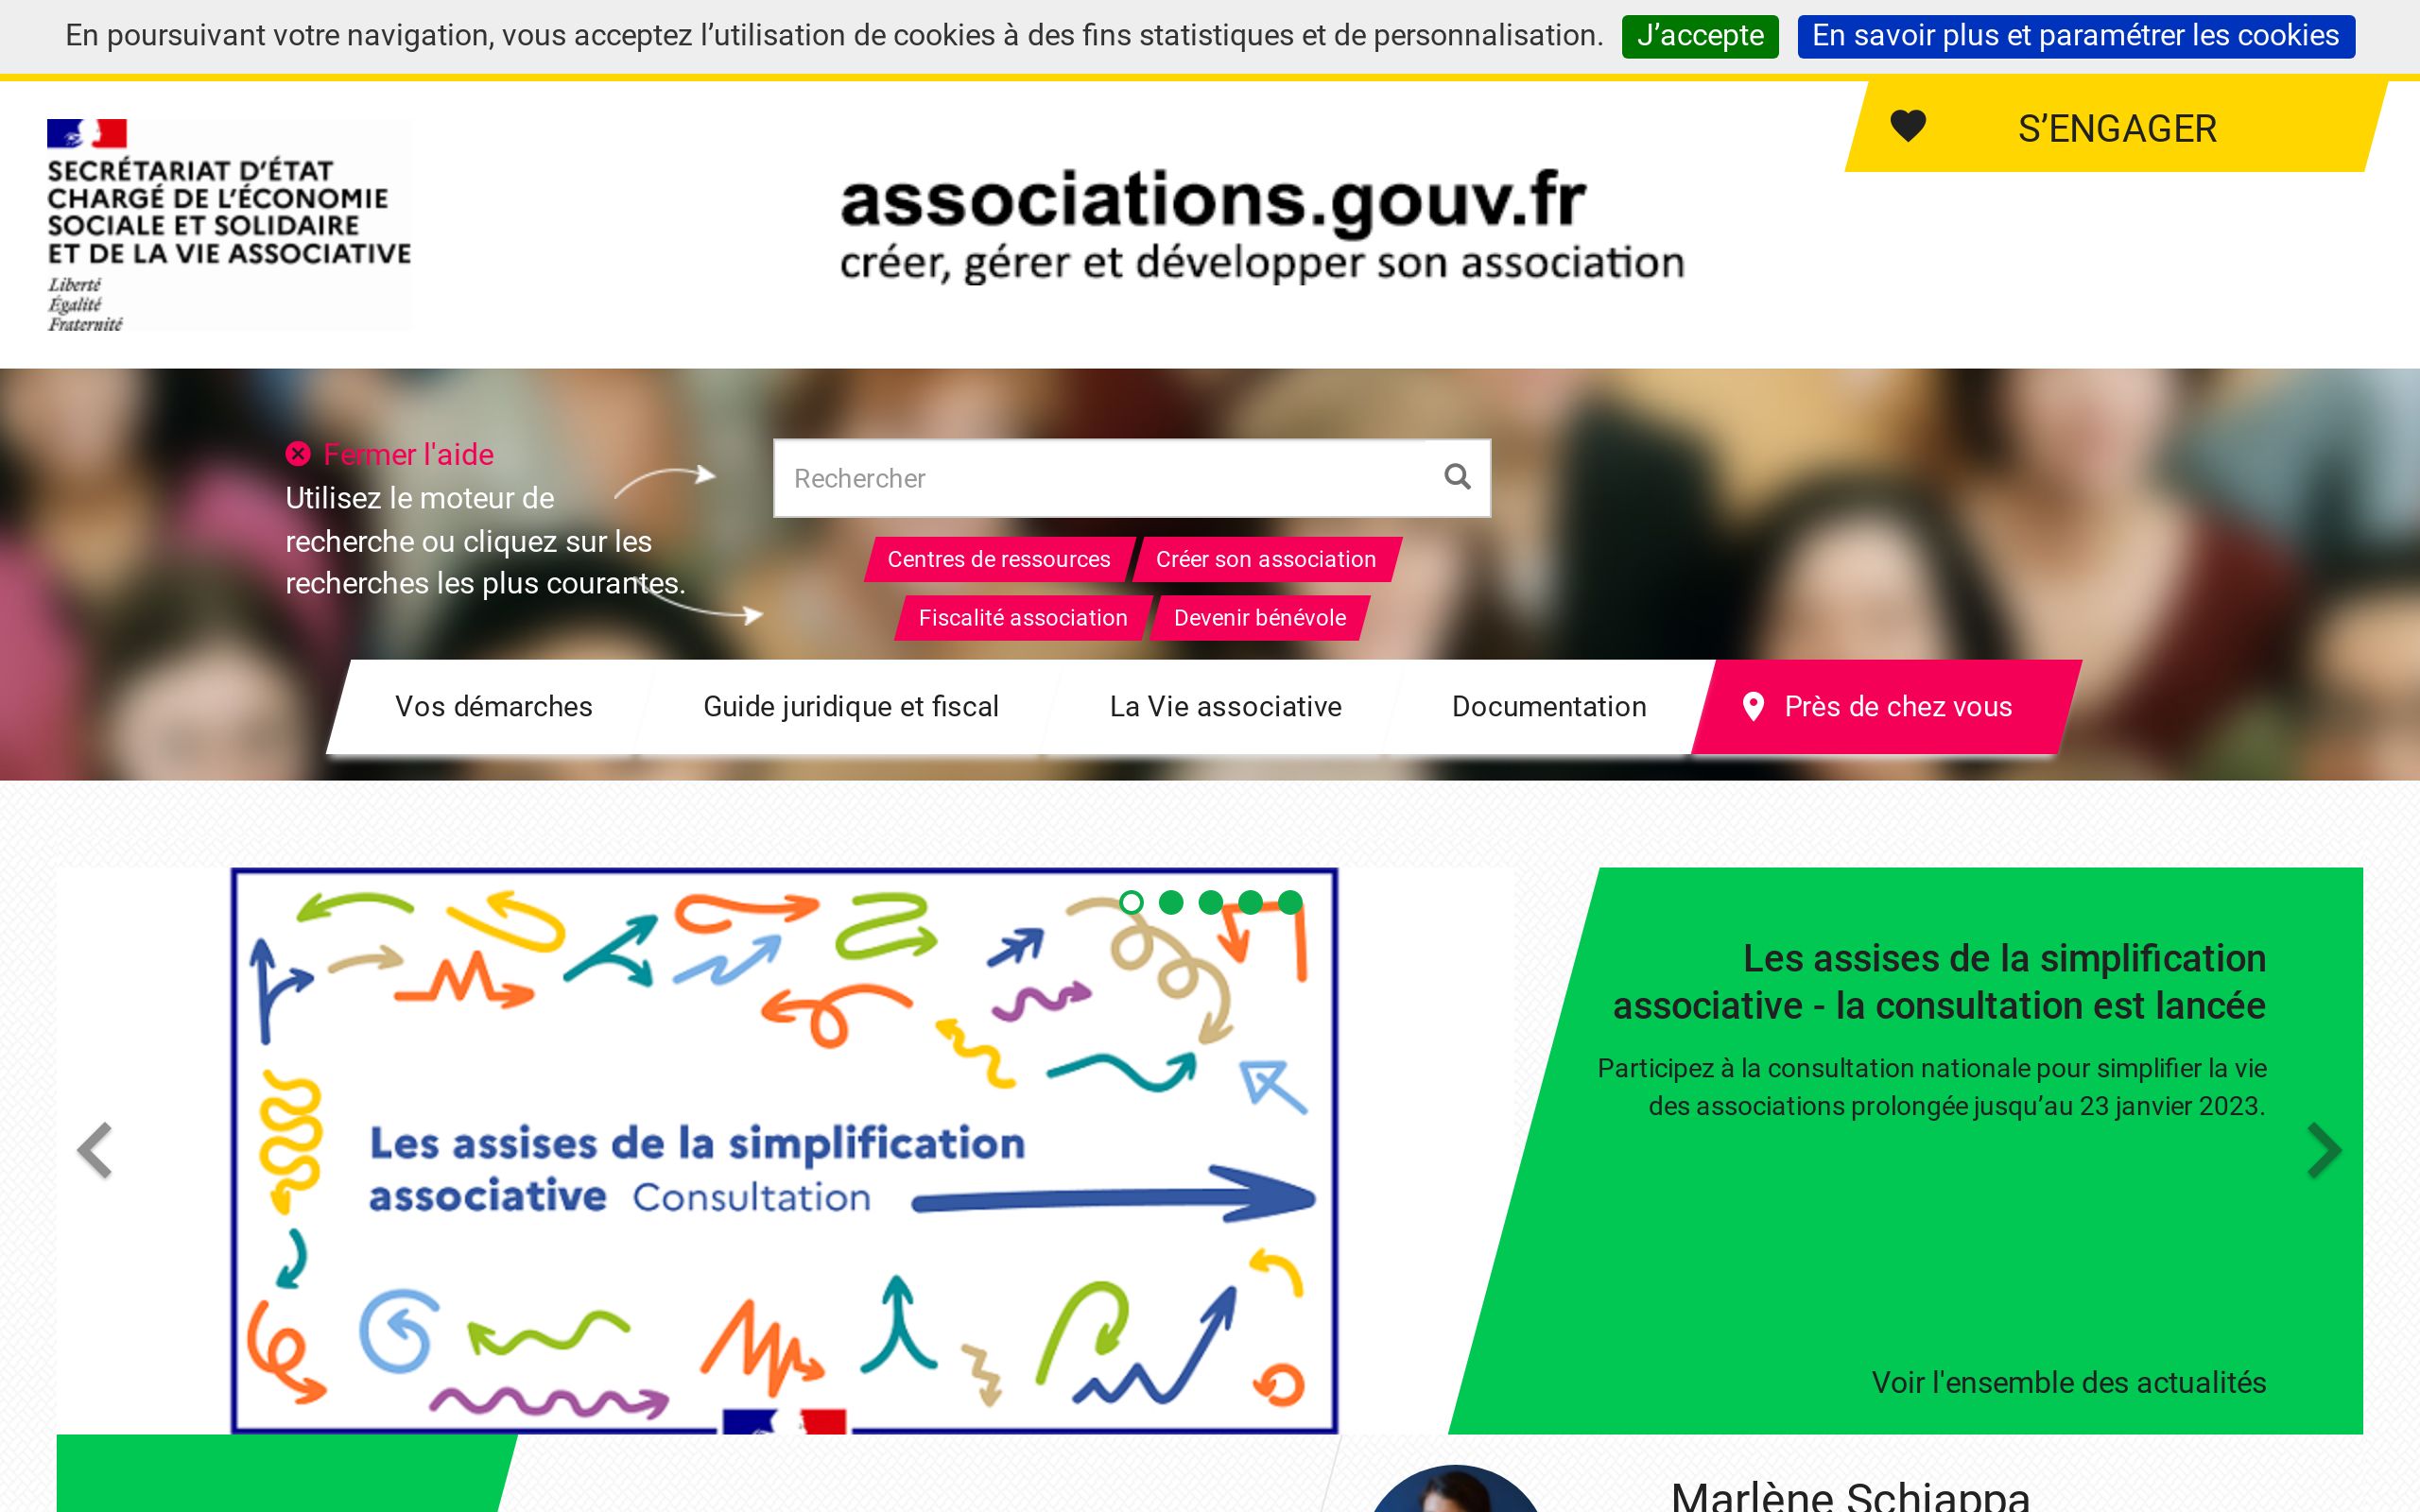 En poursuivant votre navigation, vous acceptez l’utilisation de cookies à des fins statistiques et de personnalisation. J’accepte En savoir plus et paramétrer les cookies
S’ENGAGER
SECRÉTARIAT D’ÉTAT
CHARGÉ DE L’ÉCONOMIE
SOCIALE ET SOLIDAIRE
ET DE LA VIE ASSOCIATIVE
Liberté
Égalité
Fraternité
associations.gouv.fr
créer, gérer et développer son association
Fermer l'aide
Utilisez le moteur de
recherche ou cliquez sur les
recherches les plus courantes.
Rechercher
Centres de ressources Créer son association
Fiscalité association Devenir bénévole
Vos démarches Guide juridique et fiscal La Vie associative Documentation Près de chez vous
Les assises de la simplification
associative Consultation
Les assises de la simplification
associative - la consultation est lancée
Participez à la consultation nationale pour simplifier la vie
des associations prolongée jusqu’au 23 janvier 2023.
Voir l'ensemble des actualités
Marlène Schiappa